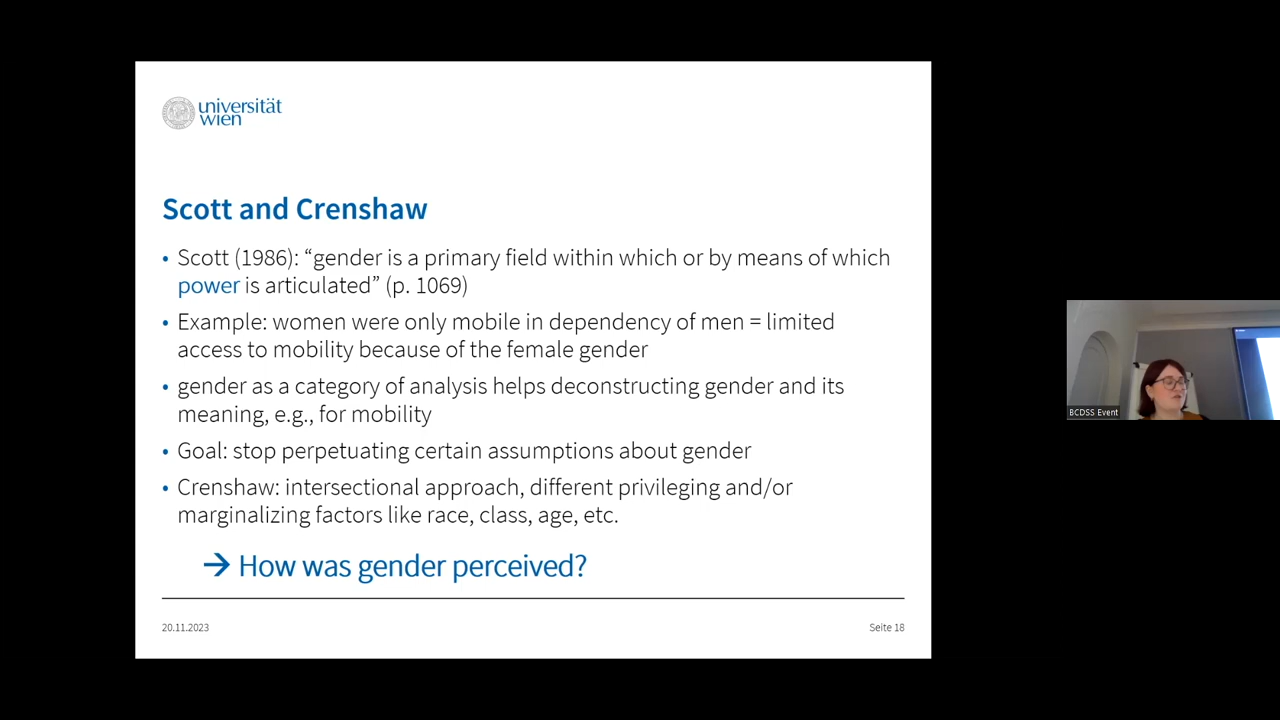 universität
wien
Scott and Crenshaw
• Scott (1986): “gender is a primary field within which or by means of which
power is articulated” (p. 1069)
• Example: women were only mobile in dependency of men = limited
access to mobility because of the female gender
• gender as a category of analysis helps deconstructing gender and its
meaning, e.g., for mobility
• Goal: stop perpetuating certain assumptions about gender
• Crenshaw: intersectional approach, different privileging and/or
marginalizing factors like race, class, age, etc.
→ How was gender perceived?
20.11.2023
Seite 18
BCDSS Event